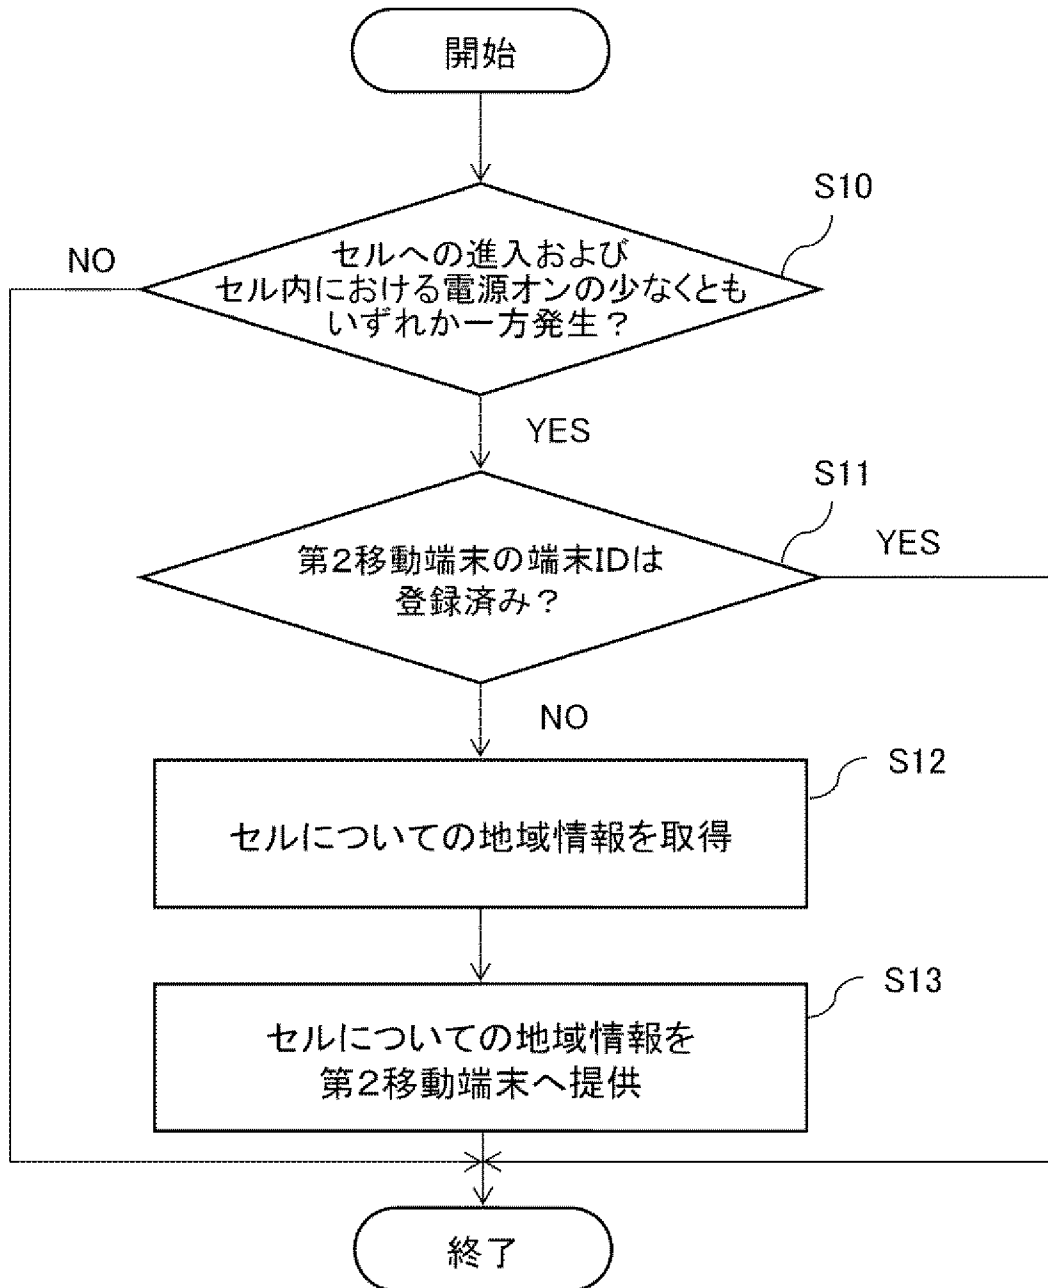 開始
S10
NO
セルへの進入および
セル内における電源オンの少なくとも
いずれか一方発生？
YES
S11
YES
第2移動端末の端末IDは
登録済み？
NO
S12
セルについての地域情報を取得
S13
セルについての地域情報を
第2移動端末へ提供
終了